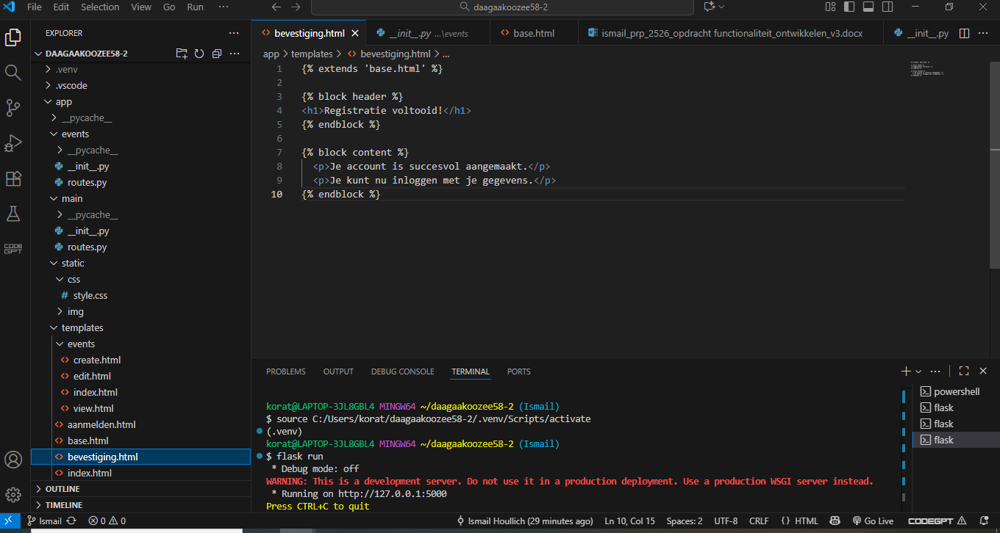 File Edit Selection View Go Run ···
daagaakoozee58-2
EXPLORER ···
DAAGAAKOOZEE58-2 ···
.venv
.vscode
app
__pycache__
events
__pycache__
__init__.py
routes.py
main
__pycache__
__init__.py
routes.py
static
css
# style.css
img
templates
events
<> create.html
<> edit.html
<> index.html
<> view.html
<> aanmelden.html
<> base.html
<> bevestiging.html
<> index.html
OUTLINE
TIMELINE
<> bevestiging.html × __init__.py ...\events <> base.html ismail_prp_2526_opdracht functionaliteit_ontwikkelen_v3.docx __init__.py ···
app > templates > <> bevestiging.html > ...
1 {% extends 'base.html' %}
2
3 {% block header %}
4 <h1>Registratie voltooid!</h1>
5 {% endblock %}
6
7 {% block content %}
8 <p>Je account is succesvol aangemaakt.</p>
9 <p>Je kunt nu inloggen met je gegevens.</p>
10 {% endblock %}
PROBLEMS OUTPUT DEBUG CONSOLE TERMINAL PORTS
korat@LAPTOP-3JL8GBL4 MINGW64 ~/daagaakoozee58-2 (Ismail)
$ source C:/Users/korat/daagaakoozee58-2/.venv/Scripts/activate
(.venv)
korat@LAPTOP-3JL8GBL4 MINGW64 ~/daagaakoozee58-2 (Ismail)
$ flask run
* Debug mode: off
WARNING: This is a development server. Do not use it in a production deployment. Use a production WSGI server instead.
* Running on http://127.0.0.1:5000
Press CTRL+C to quit
powershell
flask
flask
flask
CODE GPT
Ismail 0 0 Ismail Houllich (29 minutes ago) Ln 10, Col 15 Spaces: 2 UTF-8 CRLF {} HTML Go Live CODEGPT